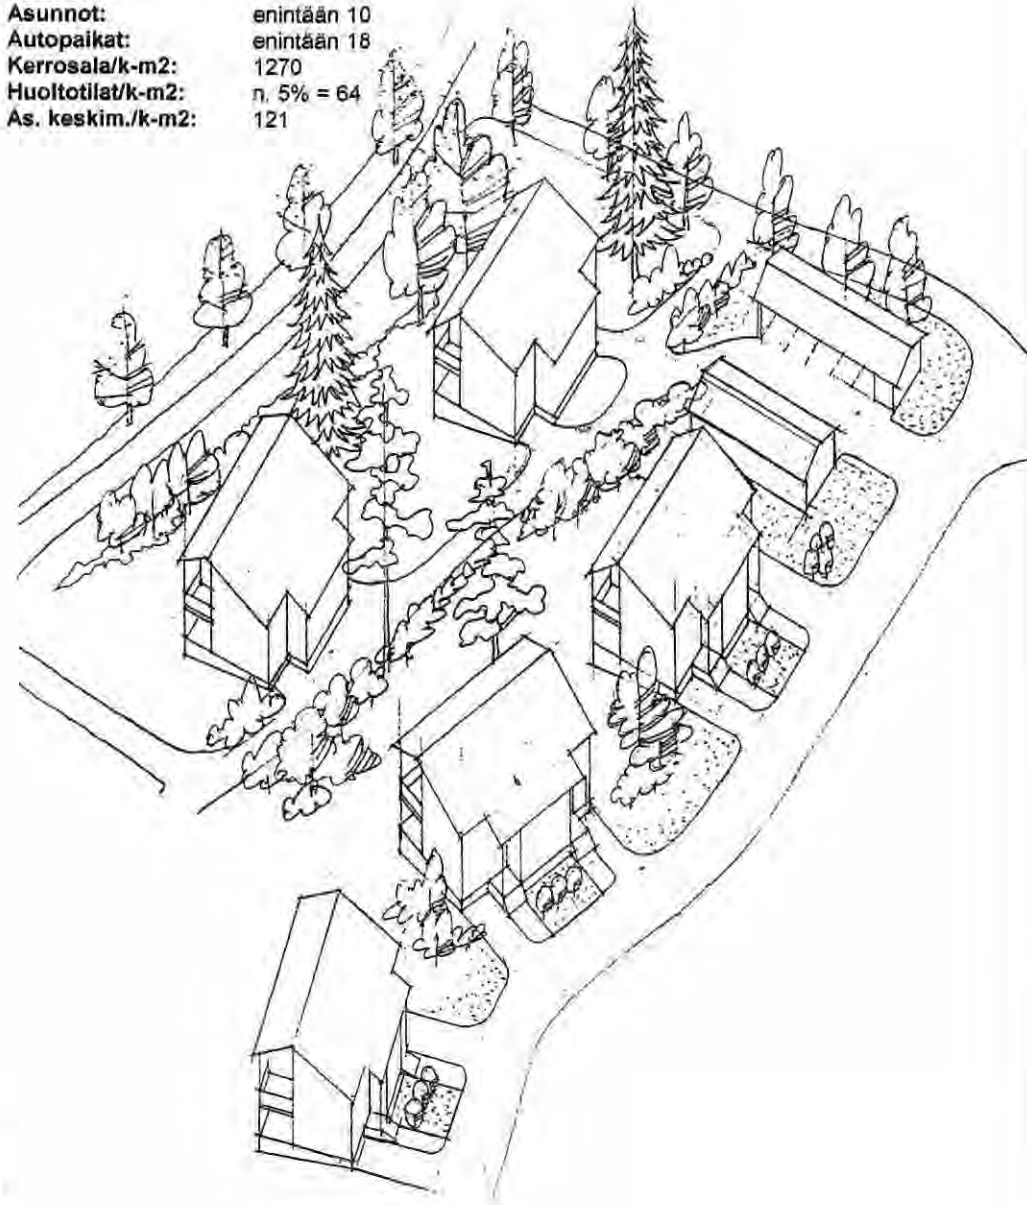 Asunnot: enintään 10
Autopaikat: enintään 18
Kerrosala/k-m2: 1270
Huoltotilat/k-m2: n. 5% = 64
As. keskim./k-m2: 121